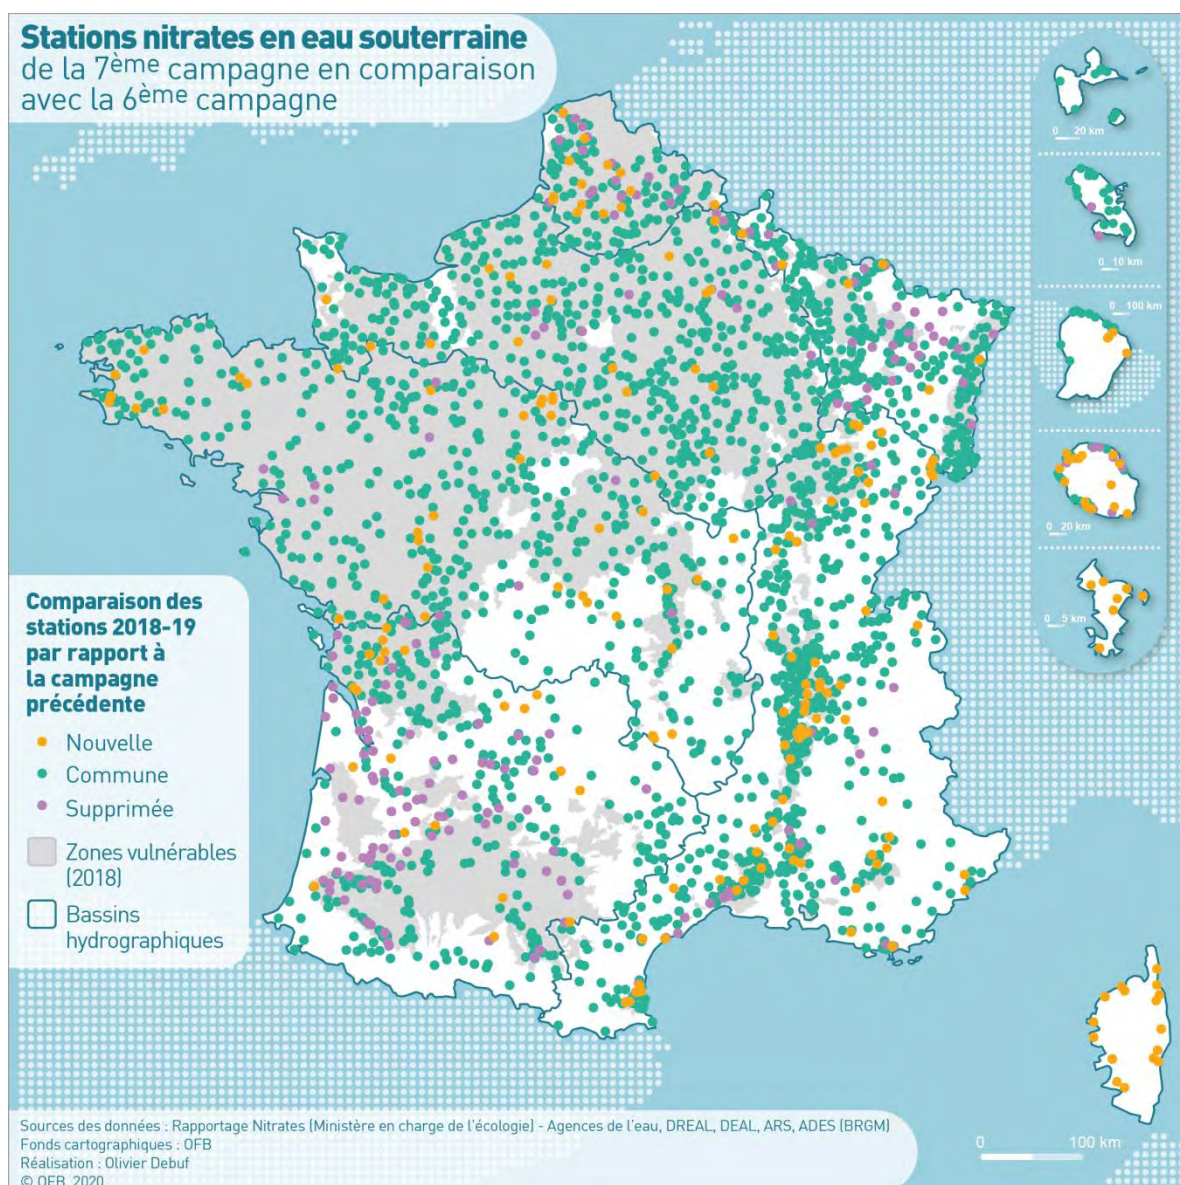 Stations nitrates en eau souterraine
de la 7ème campagne en comparaison
avec la 6ème campagne
0 20 km
0 10 km
0 100 km
0 20 km
0 5 km
Comparaison des
stations 2018-19
par rapport à
la campagne
précédente
Nouvelle
Commune
Supprimée
Zones vulnérables
(2018)
Bassins
hydrographiques
Sources des données : Rapportage Nitrates (Ministère en charge de l'écologie) - Agences de l'eau, DREAL, DEAL, ARS, ADES (BRGM)
Fonds cartographiques : OFB
Réalisation : Olivier Debuf
© OFB, 2020
0 100 km